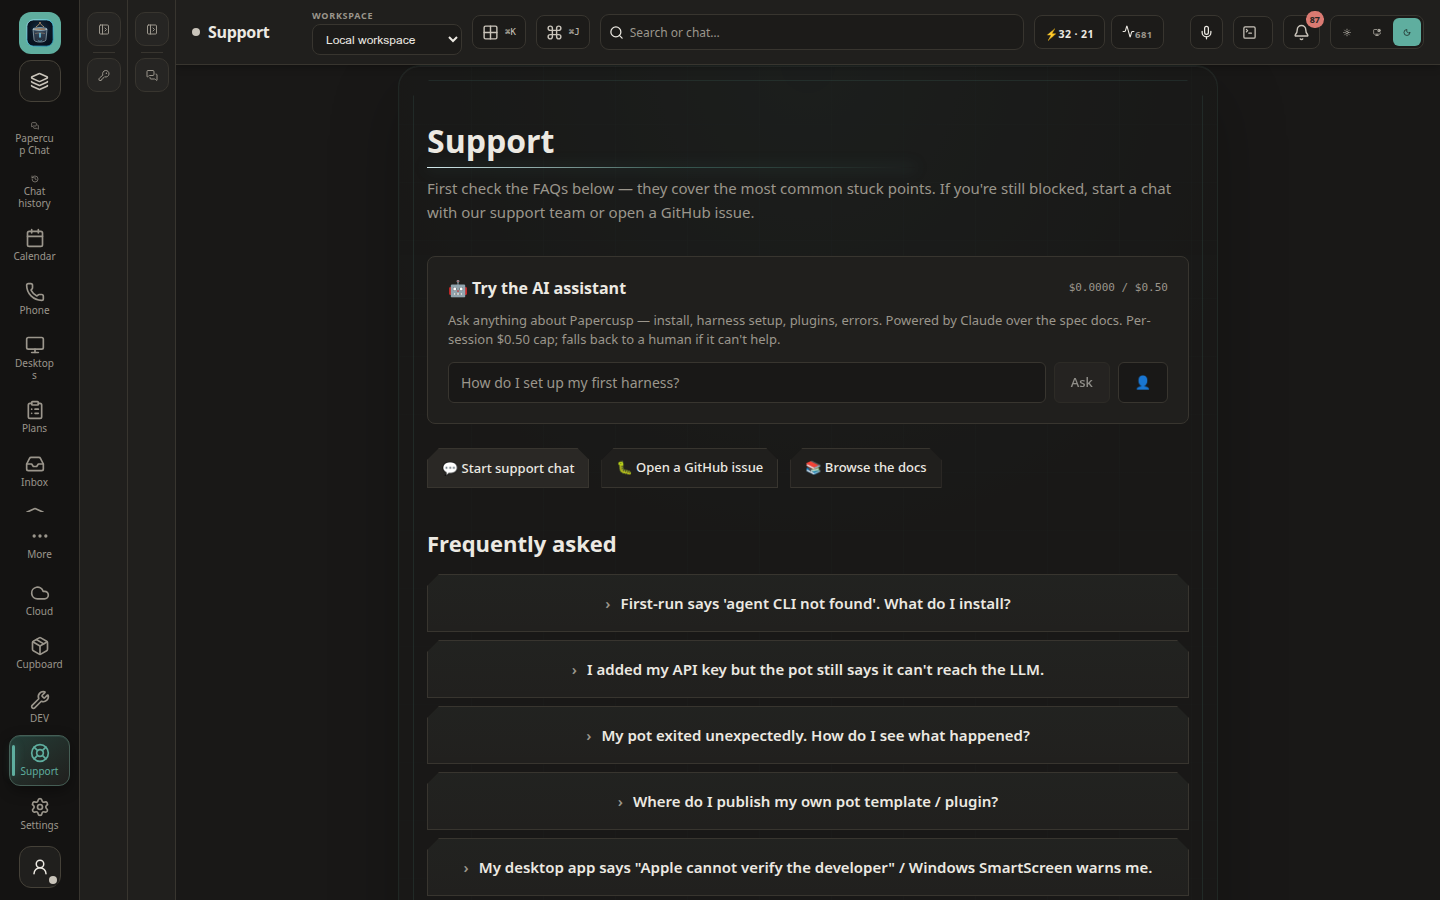 Support
WORKSPACE
Local workspace
⌘K
⌘J
Search or chat...
⚡32 · 21
681
87
Papercu
p Chat
Chat
history
Calendar
Phone
Desktop
s
Plans
Inbox
More
Cloud
Cupboard
DEV
Support
Settings
Support
First check the FAQs below — they cover the most common stuck points. If you're still blocked, start a chat
with our support team or open a GitHub issue.
🤖 Try the AI assistant
$0.0000 / $0.50
Ask anything about Papercusp — install, harness setup, plugins, errors. Powered by Claude over the spec docs. Per-
session $0.50 cap; falls back to a human if it can't help.
How do I set up my first harness?
Ask
💬 Start support chat
🐛 Open a GitHub issue
📚 Browse the docs
Frequently asked
› First-run says 'agent CLI not found'. What do I install?
› I added my API key but the pot still says it can't reach the LLM.
› My pot exited unexpectedly. How do I see what happened?
› Where do I publish my own pot template / plugin?
› My desktop app says "Apple cannot verify the developer" / Windows SmartScreen warns me.